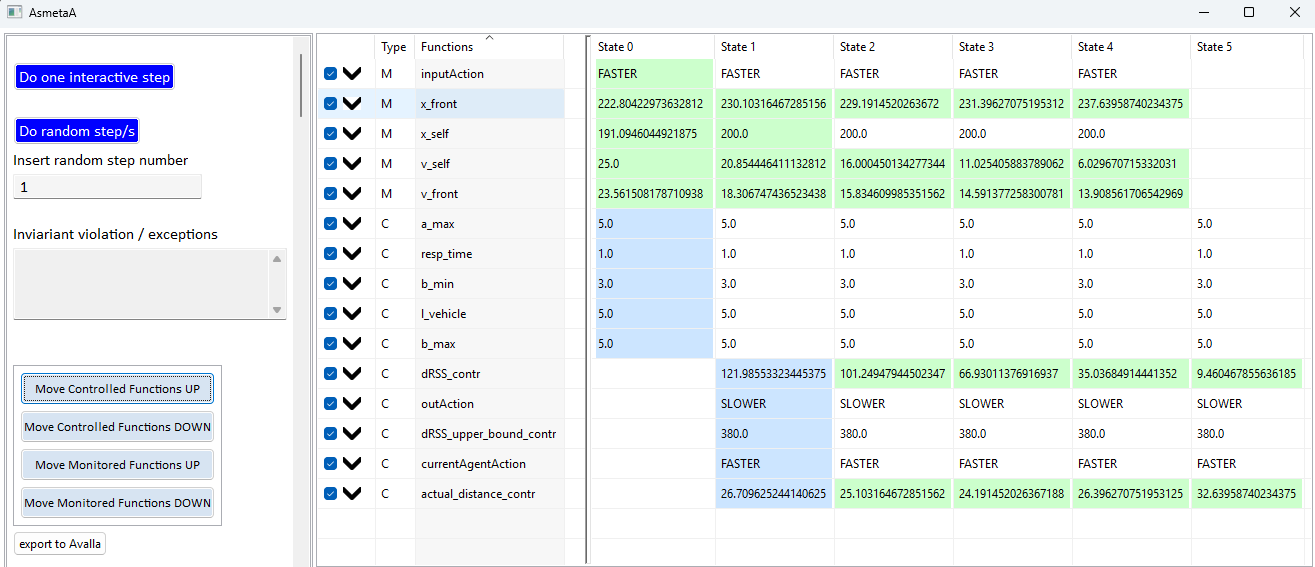 AsmetaA
Do one interactive step
Do random step/s
Insert random step number
1
Inviariant violation / exceptions
Move Controlled Functions UP
Move Controlled Functions DOWN
Move Monitored Functions UP
Move Monitored Functions DOWN
export to Avalla
Type Functions State 0 State 1 State 2 State 3 State 4 State 5
M inputAction FASTER FASTER FASTER FASTER FASTER
M x_front 222.80422973632812 230.10316467285156 229.1914520263672 231.39627075195312 237.63958740234375
M x_self 191.0946044921875 200.0 200.0 200.0 200.0
M v_self 25.0 20.854446411132812 16.000450134277344 11.025405883789062 6.029670715332031
M v_front 23.561508178710938 18.306747436523438 15.834609985351562 14.591377258300781 13.908561706542969
C a_max 5.0 5.0 5.0 5.0 5.0 5.0
C resp_time 1.0 1.0 1.0 1.0 1.0 1.0
C b_min 3.0 3.0 3.0 3.0 3.0 3.0
C l_vehicle 5.0 5.0 5.0 5.0 5.0 5.0
C b_max 5.0 5.0 5.0 5.0 5.0 5.0
C dRSS_contr 121.98553323445375 101.24947944502347 66.93011376916937 35.03684914441352 9.460467855636185
C outAction SLOWER SLOWER SLOWER SLOWER SLOWER
C dRSS_upper_bound_contr 380.0 380.0 380.0 380.0 380.0
C currentAgentAction FASTER FASTER FASTER FASTER FASTER
C actual_distance_contr 26.709625244140625 25.103164672851562 24.191452026367188 26.396270751953125 32.63958740234375